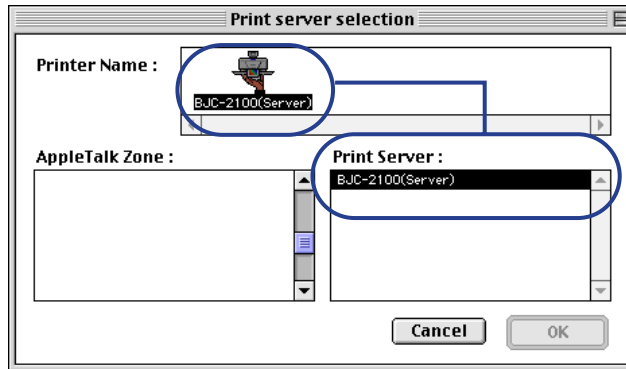 Print server selection
Printer Name :
BJC-2100(Server)
AppleTalk Zone :
Print Server :
BJC-2100(Server)
Cancel
OK